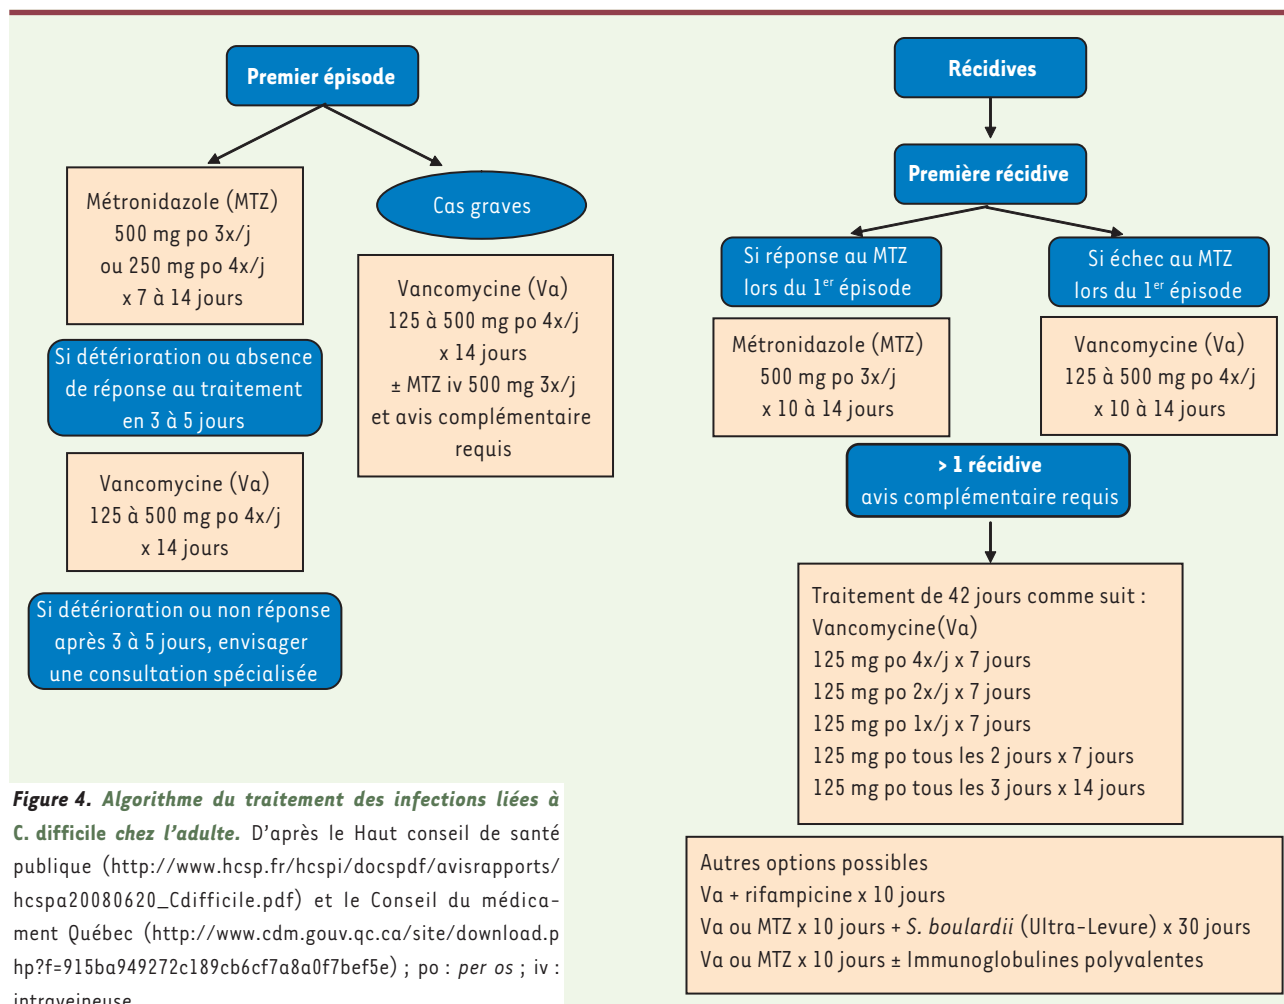 Premier épisode
Métronidazole (MTZ)
500 mg po 3x/j
ou 250 mg po 4x/j
x 7 à 14 jours
Si détérioration ou absence
de réponse au traitement
en 3 à 5 jours
Vancomycine (Va)
125 à 500 mg po 4x/j
x 14 jours
Si détérioration ou non réponse
après 3 à 5 jours, envisager
une consultation spécialisée
Cas graves
Vancomycine (Va)
125 à 500 mg po 4x/j
x 14 jours
± MTZ iv 500 mg 3x/j
et avis complémentaire
requis
Récidives
Première récidive
Si réponse au MTZ
lors du 1er épisode
Métronidazole (MTZ)
500 mg po 3x/j
x 10 à 14 jours
Si échec au MTZ
lors du 1er épisode
Vancomycine (Va)
125 à 500 mg po 4x/j
x 10 à 14 jours
> 1 récidive
avis complémentaire requis
Traitement de 42 jours comme suit :
Vancomycine(Va)
125 mg po 4x/j x 7 jours
125 mg po 2x/j x 7 jours
125 mg po 1x/j x 7 jours
125 mg po tous les 2 jours x 7 jours
125 mg po tous les 3 jours x 14 jours
Autres options possibles
Va + rifampicine x 10 jours
Va ou MTZ x 10 jours + S. boulardii (Ultra-Levure) x 30 jours
Va ou MTZ x 10 jours ± Immunoglobulines polyvalentes
Figure 4. Algorithme du traitement des infections liées à
C. difficile chez l'adulte. D'après le Haut conseil de santé
publique (http://www.hcsp.fr/hcspi/docspdf/avisrapports/
hcspa20080620_Cdifficile.pdf) et le Conseil du médica-
ment Québec (http://www.cdm.gouv.qc.ca/site/download.p
hp?f=915ba949272c189cb6cf7a8a0f7bef5e) ; po : per os ; iv :
intraveineuse